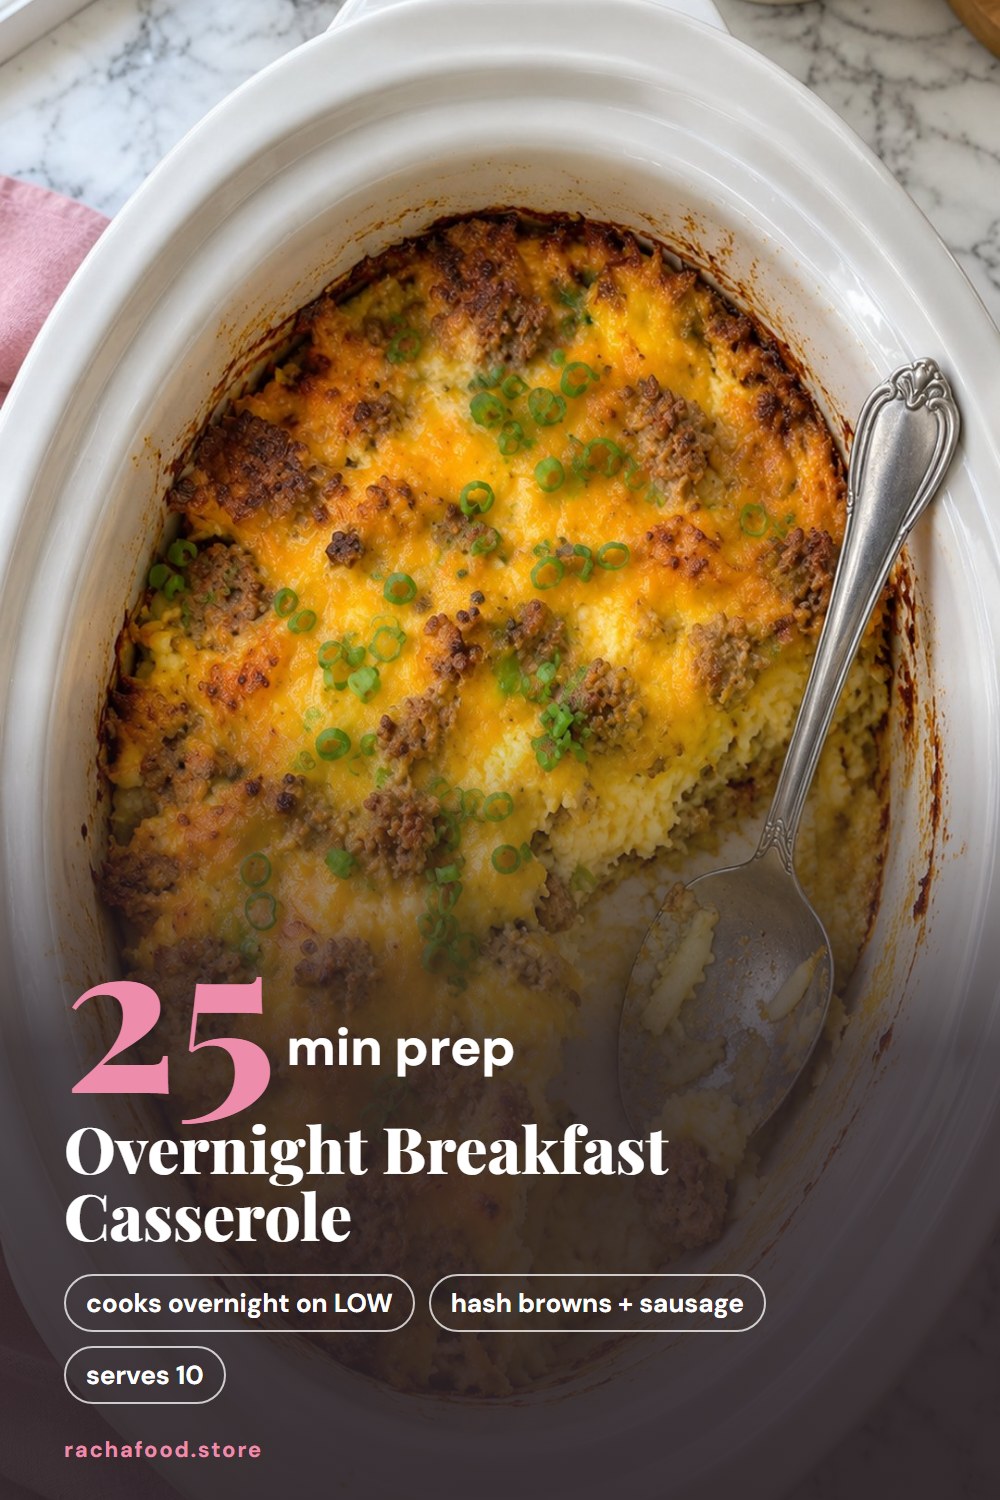 25 min prep
Overnight Breakfast
Casserole
cooks overnight on LOW
hash browns + sausage
serves 10
rachafood.store